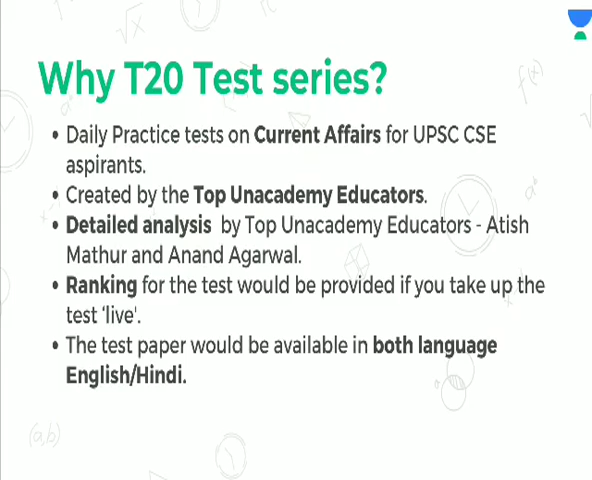 Why T20 Test series?
• Daily Practice tests on Current Affairs for UPSC CSE
aspirants.
• Created by the Top Unacademy Educators.
• Detailed analysis by Top Unacademy Educators - Atish
Mathur and Anand Agarwal.
• Ranking for the test would be provided if you take up the
test ‘live'.
• The test paper would be available in both language
English/Hindi.
f(x)
√x
(a,b)